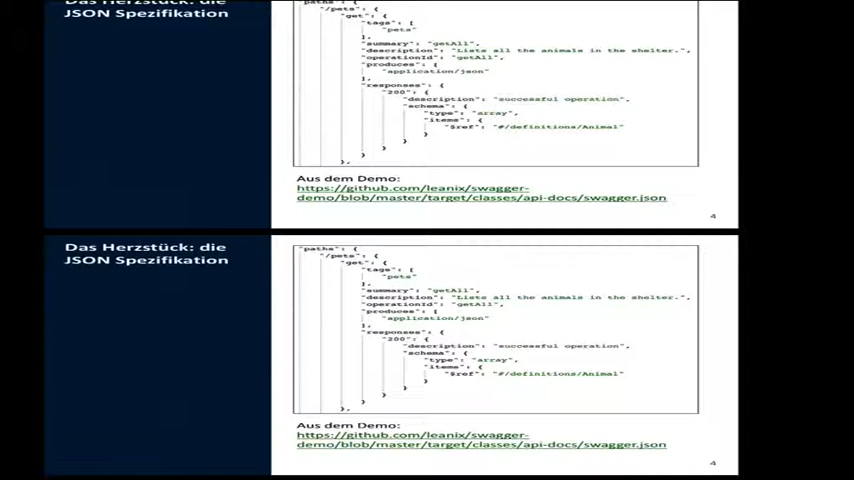 Das Herzstück: die
JSON Spezifikation
"paths": {
"/pets": {
"get": {
"tags": [
"pets"
],
"summary": "getAll",
"description": "Lists all the animals in the shelter.",
"operationId": "getAll",
"produces": [
"application/json"
],
"responses": {
"200": {
"description": "successful operation",
"schema": {
"type": "array",
"items": {
"$ref": "#/definitions/Animal"
}
}
}
}
},
Aus dem Demo:
https://github.com/leanix/swagger-
demo/blob/master/target/classes/api-docs/swagger.json
4
Das Herzstück: die
JSON Spezifikation
"paths": {
"/pets": {
"get": {
"tags": [
"pets"
],
"summary": "getAll",
"description": "Lists all the animals in the shelter.",
"operationId": "getAll",
"produces": [
"application/json"
],
"responses": {
"200": {
"description": "successful operation",
"schema": {
"type": "array",
"items": {
"$ref": "#/definitions/Animal"
}
}
}
}
},
Aus dem Demo:
https://github.com/leanix/swagger-
demo/blob/master/target/classes/api-docs/swagger.json
4